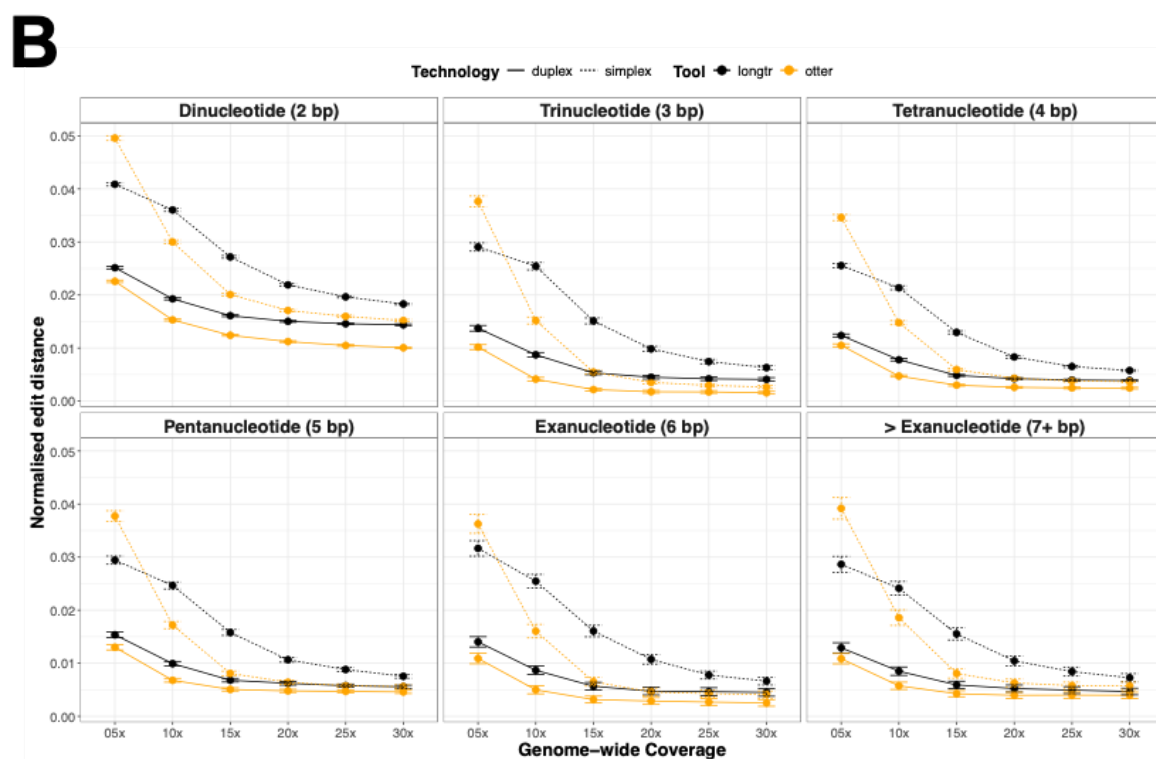 B
Technology duplex simplex Tool longtr otter
Dinucleotide (2 bp) Trinucleotide (3 bp) Tetranucleotide (4 bp)
0.05
0.04
0.03
0.02
0.01
0.00
Pentanucleotide (5 bp) Exanucleotide (6 bp) > Exanucleotide (7+ bp)
0.05
0.04
0.03
0.02
0.01
0.00
Normalised edit distance
05x 10x 15x 20x 25x 30x 05x 10x 15x 20x 25x 30x 05x 10x 15x 20x 25x 30x
Genome–wide Coverage